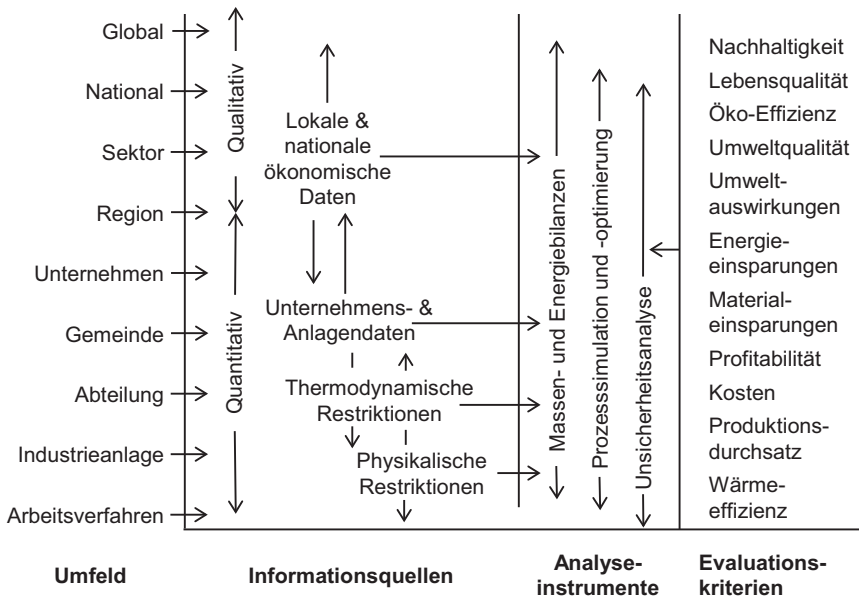 Global
National
Sektor
Region
Unternehmen
Gemeinde
Abteilung
Industrieanlage
Arbeitsverfahren
Umfeld
Qualitativ
Quantitativ
Lokale &
nationale
ökonomische
Daten
Unternehmens- &
Anlagendaten
Thermodynamische
Restriktionen
Physikalische
Restriktionen
Informationsquellen
Massen- und Energiebilanzen
Prozesssimulation und -optimierung
Unsicherheitsanalyse
Analyse-
instrumente
Nachhaltigkeit
Lebensqualität
Öko-Effizienz
Umweltqualität
Umwelt-
auswirkungen
Energie-
einsparungen
Material-
einsparungen
Profitabilität
Kosten
Produktions-
durchsatz
Wärme-
effizienz
Evaluations-
kriterien